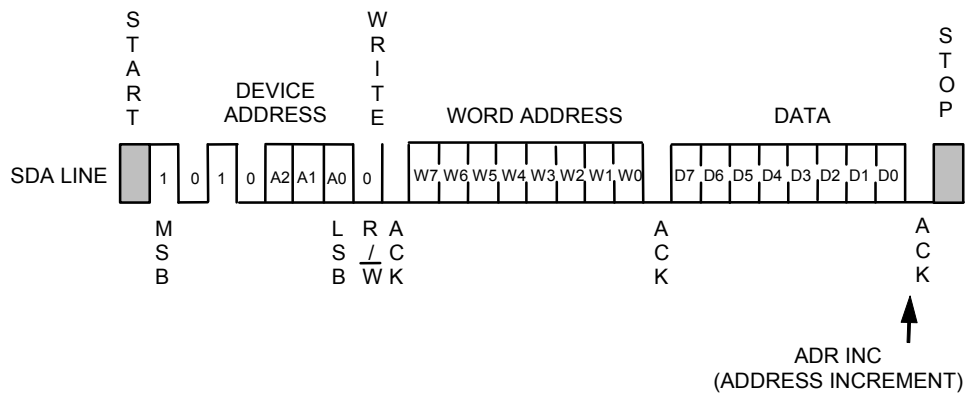 START
WRITE
STOP
DEVICE
ADDRESS
WORD ADDRESS
DATA
SDA LINE
1 0 1 0 A2 A1 A0 0 W7 W6 W5 W4 W3 W2 W1 W0 D7 D6 D5 D4 D3 D2 D1 D0
MSB
LSB
R/W
ACK
ACK
ACK
ADR INC
(ADDRESS INCREMENT)